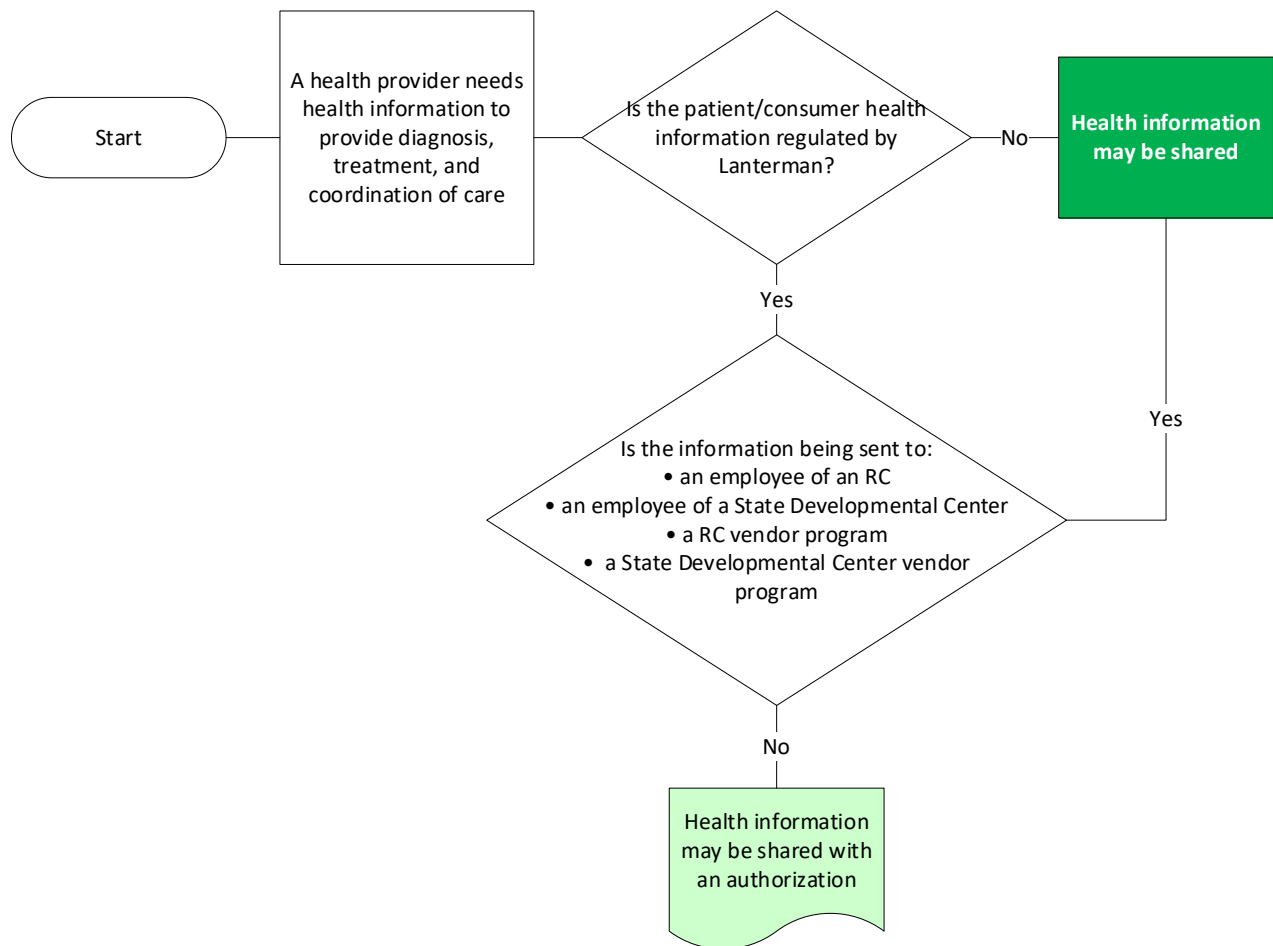 Start
A health provider needs
health information to
provide diagnosis,
treatment, and
coordination of care
Is the patient/consumer health
information regulated by
Lanterman?
No
Health information
may be shared
Yes
Yes
Is the information being sent to:
• an employee of an RC
• an employee of a State Developmental Center
• a RC vendor program
• a State Developmental Center vendor
program
No
Health information
may be shared with
an authorization